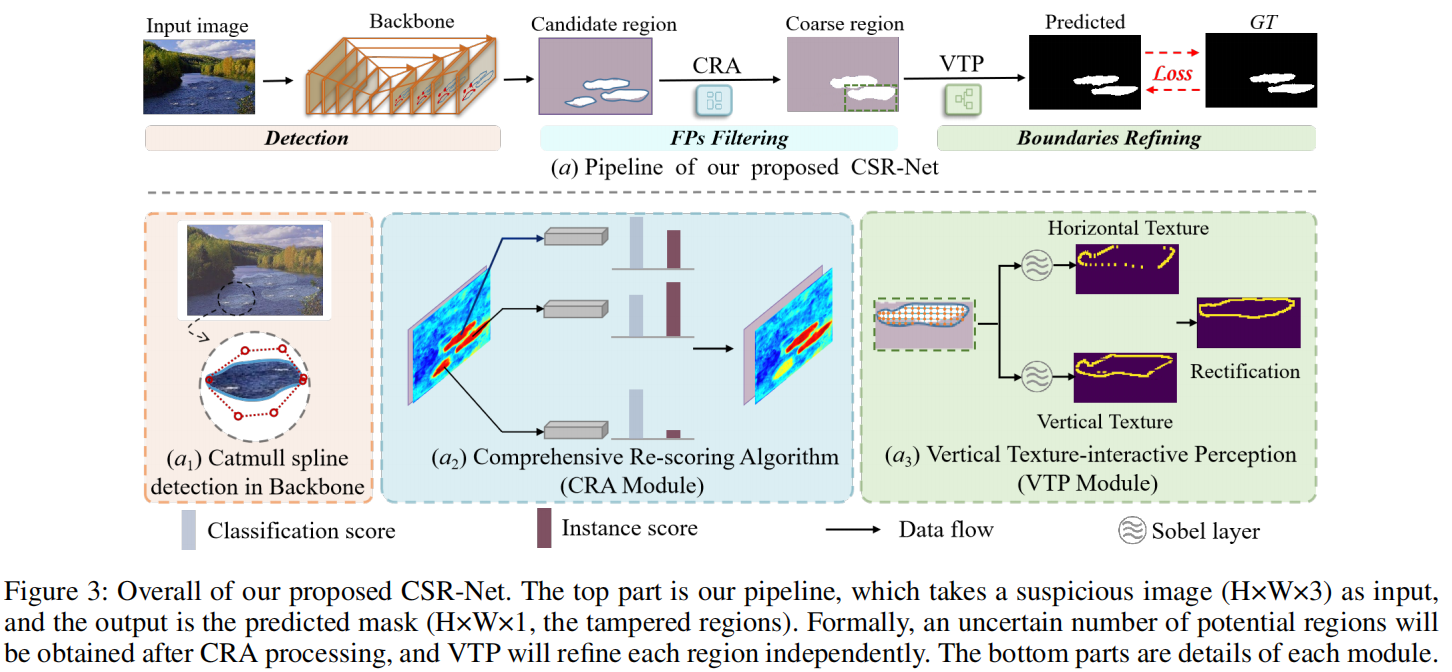 Input image
Backbone
Candidate region
Coarse region
Predicted
GT
CRA
VTP
Loss
Detection
FPs Filtering
Boundaries Refining
(a) Pipeline of our proposed CSR-Net
Horizontal Texture
Rectification
Vertical Texture
(a1) Catmull spline
detection in Backbone
(a2) Comprehensive Re-scoring Algorithm
(CRA Module)
(a3) Vertical Texture-interactive Perception
(VTP Module)
Classification score
Instance score
Data flow
Sobel layer
Figure 3: Overall of our proposed CSR-Net. The top part is our pipeline, which takes a suspicious image (H×W×3) as input,
and the output is the predicted mask (H×W×1, the tampered regions). Formally, an uncertain number of potential regions will
be obtained after CRA processing, and VTP will refine each region independently. The bottom parts are details of each module.